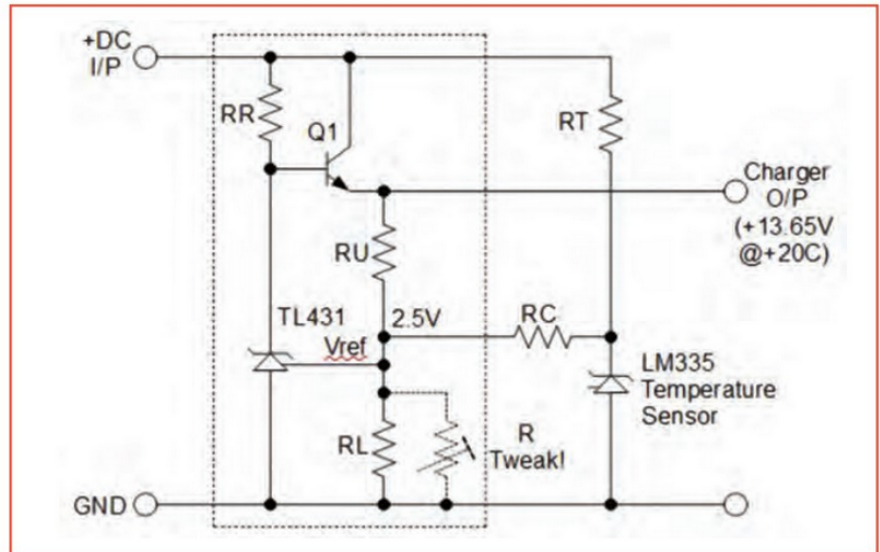 +DC
I/P
RR
Q1
RT
Charger
O/P
(+13.65V
@+20C)
RU
TL431
2.5V
RC
Vref
LM335
Temperature
Sensor
RL
R
Tweak!
GND